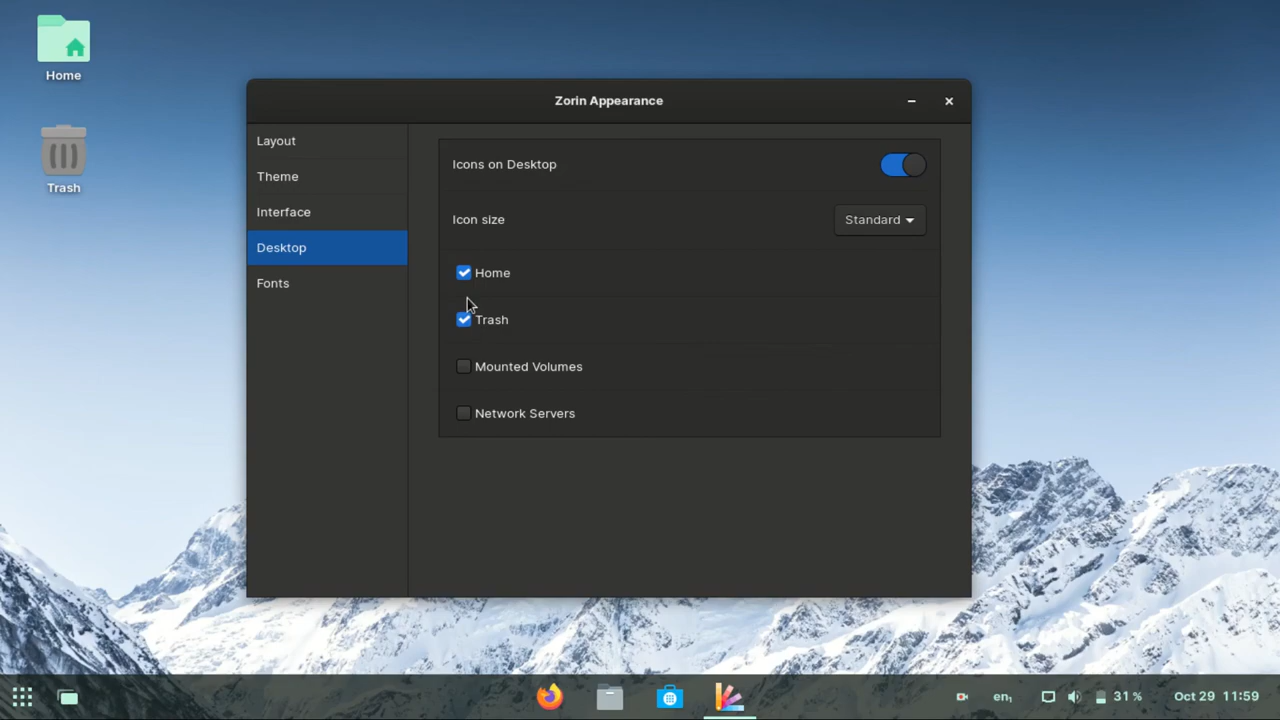 Home
Trash
Zorin Appearance
Layout
Theme
Interface
Desktop
Fonts
Icons on Desktop
Icon size
Standard
Home
Trash
Mounted Volumes
Network Servers
en₁
31 %
Oct 29 11:59